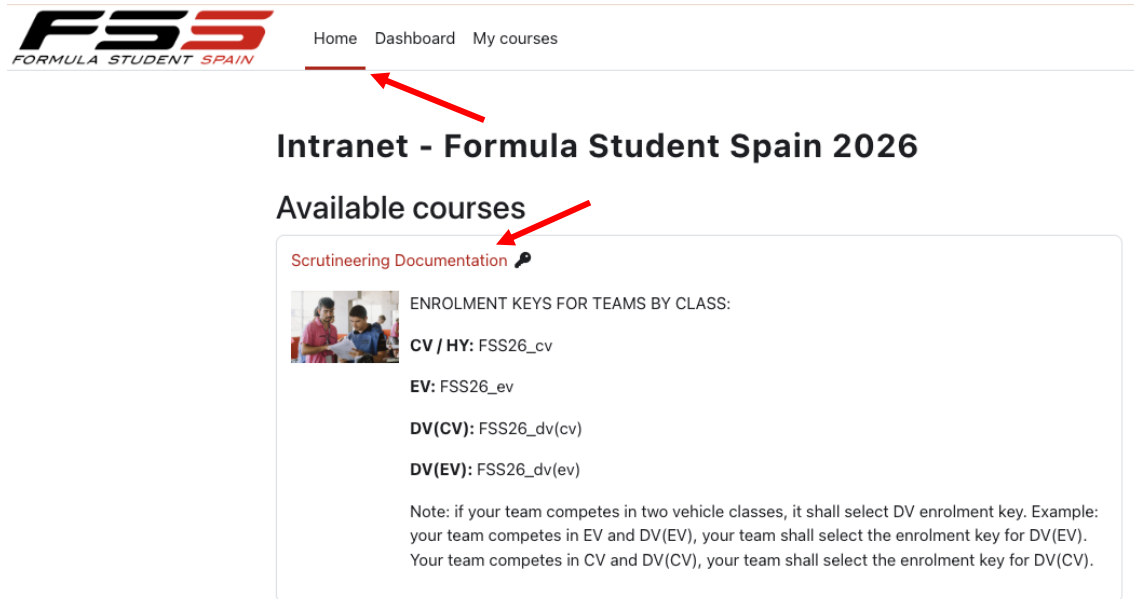 FSS
FORMULA STUDENT SPAIN
Home Dashboard My courses
Intranet - Formula Student Spain 2026
Available courses
Scrutineering Documentation
ENROLMENT KEYS FOR TEAMS BY CLASS:
CV / HY: FSS26_cv
EV: FSS26_ev
DV(CV): FSS26_dv(cv)
DV(EV): FSS26_dv(ev)
Note: if your team competes in two vehicle classes, it shall select DV enrolment key. Example:
your team competes in EV and DV(EV), your team shall select the enrolment key for DV(EV).
Your team competes in CV and DV(CV), your team shall select the enrolment key for DV(CV).